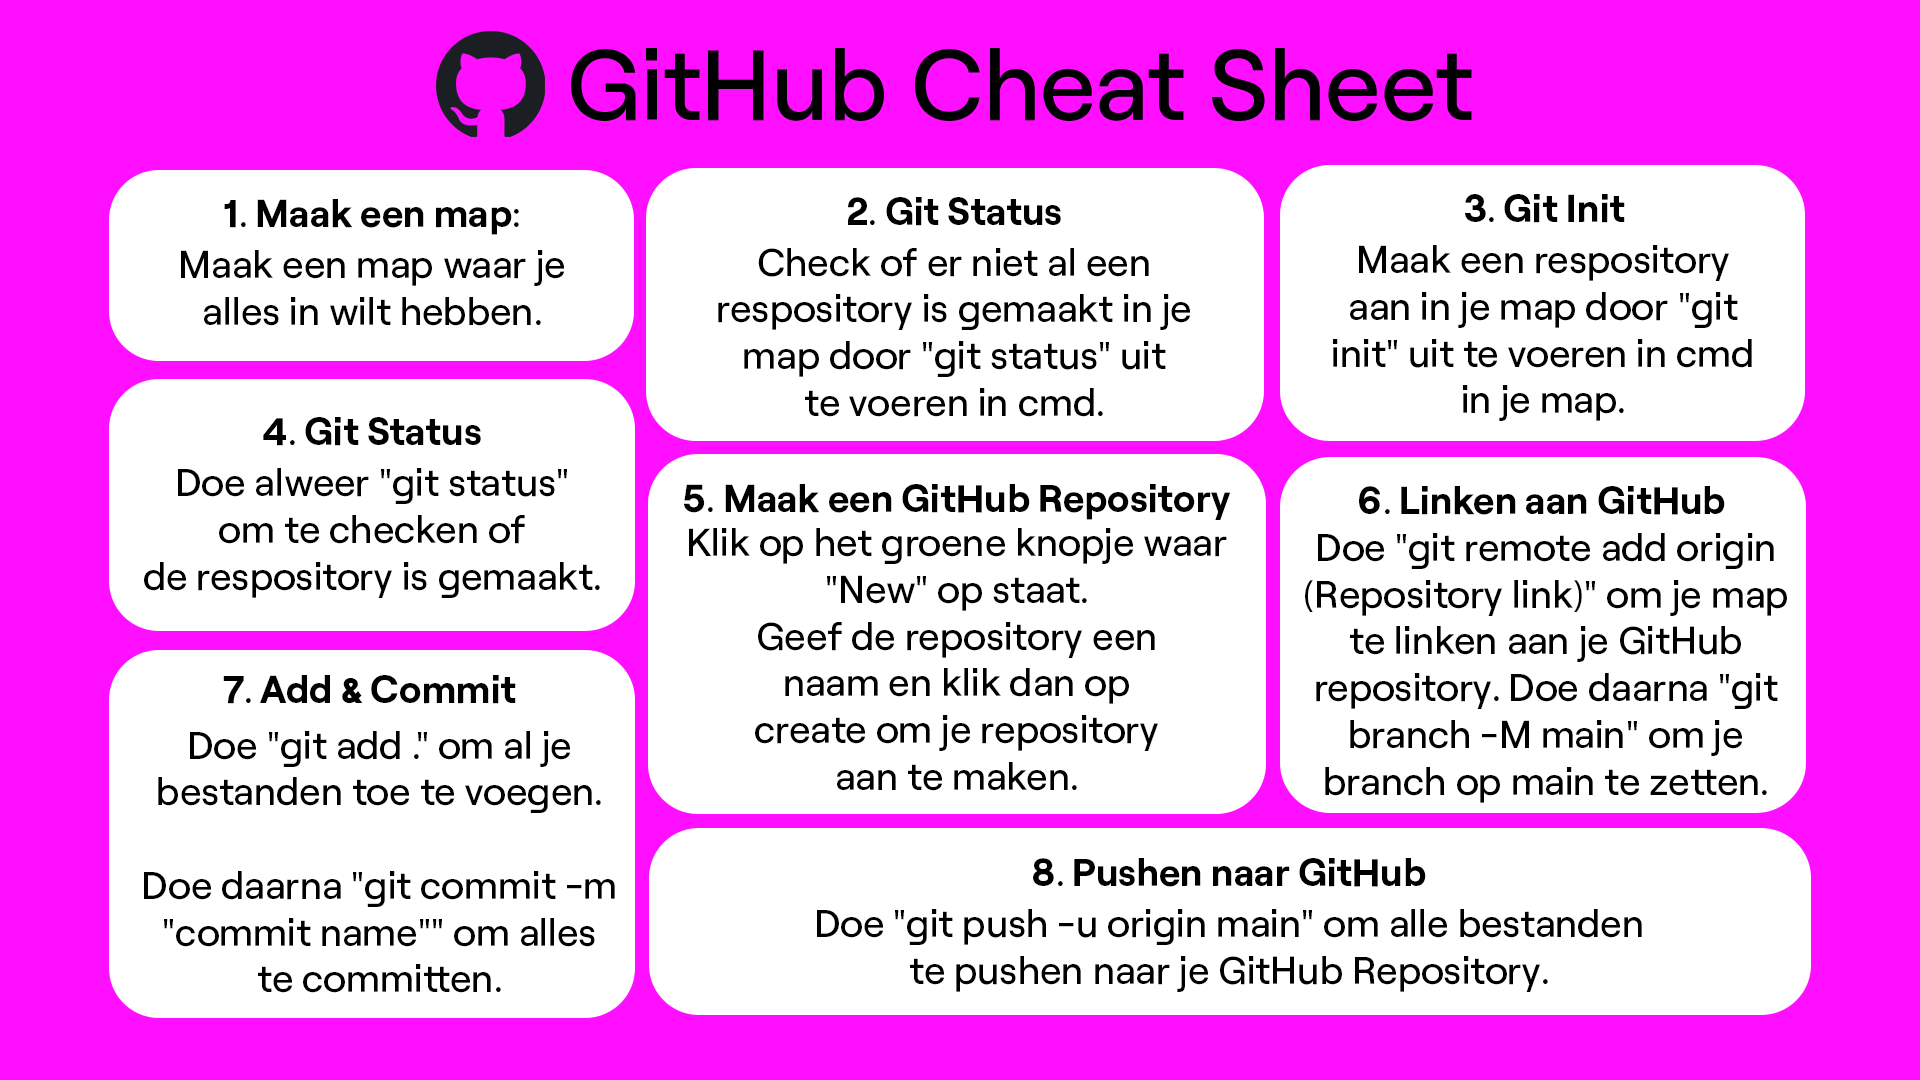 GitHub Cheat Sheet
1. Maak een map:
Maak een map waar je
alles in wilt hebben.
2. Git Status
Check of er niet al een
respository is gemaakt in je
map door "git status" uit
te voeren in cmd.
3. Git Init
Maak een respository
aan in je map door "git
init" uit te voeren in cmd
in je map.
4. Git Status
Doe alweer "git status"
om te checken of
de respository is gemaakt.
5. Maak een GitHub Repository
Klik op het groene knopje waar
"New" op staat.
Geef de repository een
naam en klik dan op
create om je repository
aan te maken.
6. Linken aan GitHub
Doe "git remote add origin
(Repository link)" om je map
te linken aan je GitHub
repository. Doe daarna "git
branch -M main" om je
branch op main te zetten.
7. Add & Commit
Doe "git add ." om al je
bestanden toe te voegen.
Doe daarna "git commit -m
"commit name"" om alles
te committen.
8. Pushen naar GitHub
Doe "git push -u origin main" om alle bestanden
te pushen naar je GitHub Repository.